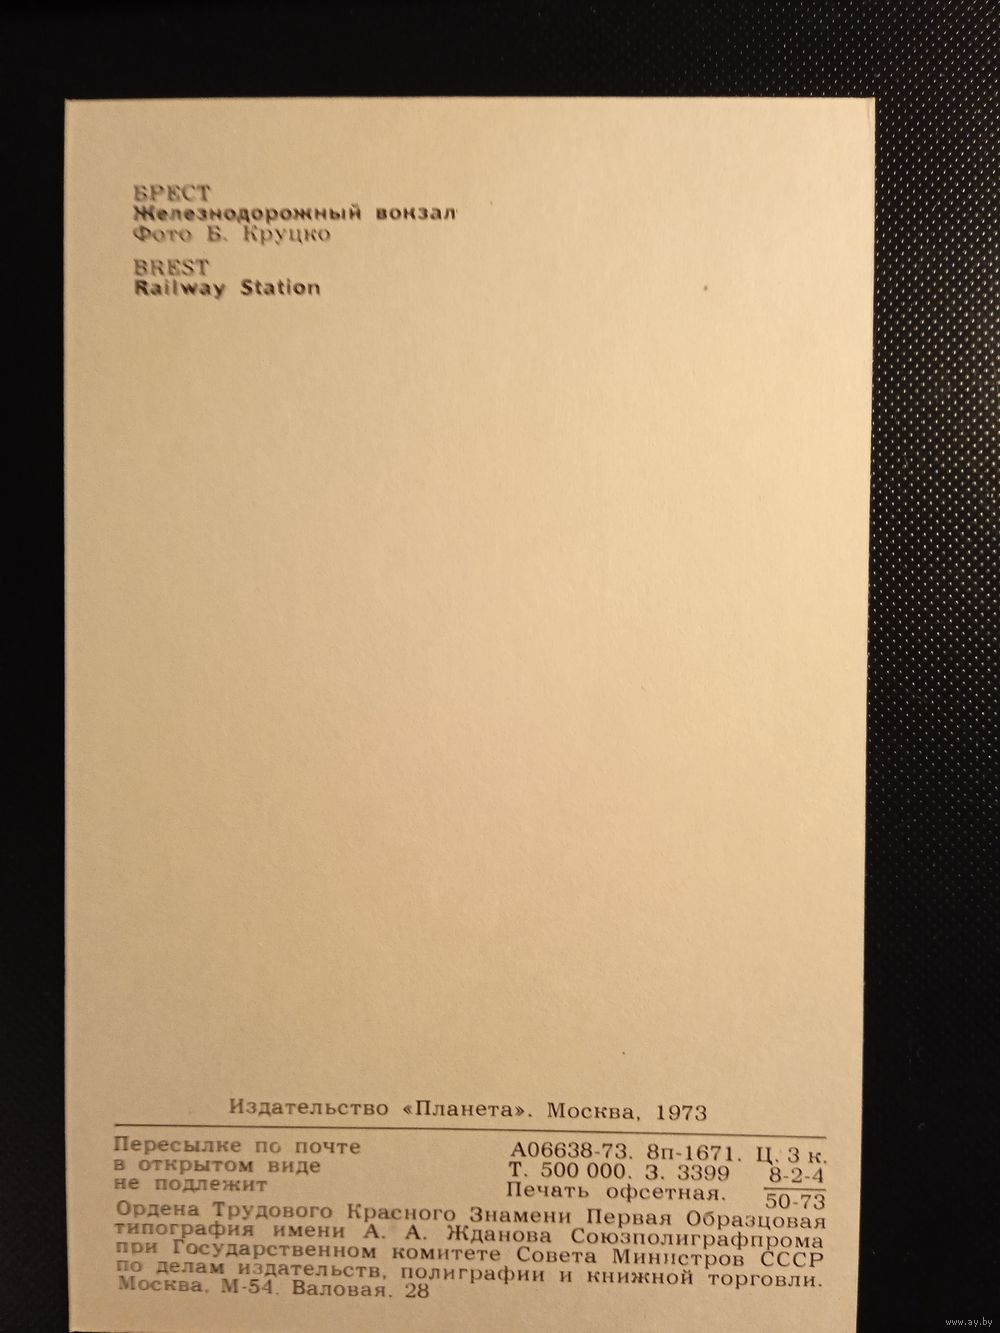 БРЕСТ
Железнодорожный вокзал
Фото Б. Круцко
BREST
Railway Station
Издательство «Планета». Москва, 1973
Пересылке по почте
в открытом виде
не подлежит
А06638-73. 8п-1671. Ц. 3 к.
Т. 500 000. З. 3399 8-2-4
Печать офсетная. 50-73
Ордена Трудового Красного Знамени Первая Образцовая
типография имени А. А. Жданова Союзполиграфпрома
при Государственном комитете Совета Министров СССР
по делам издательств, полиграфии и книжной торговли.
Москва, М-54. Валовая, 28
www.ay.by